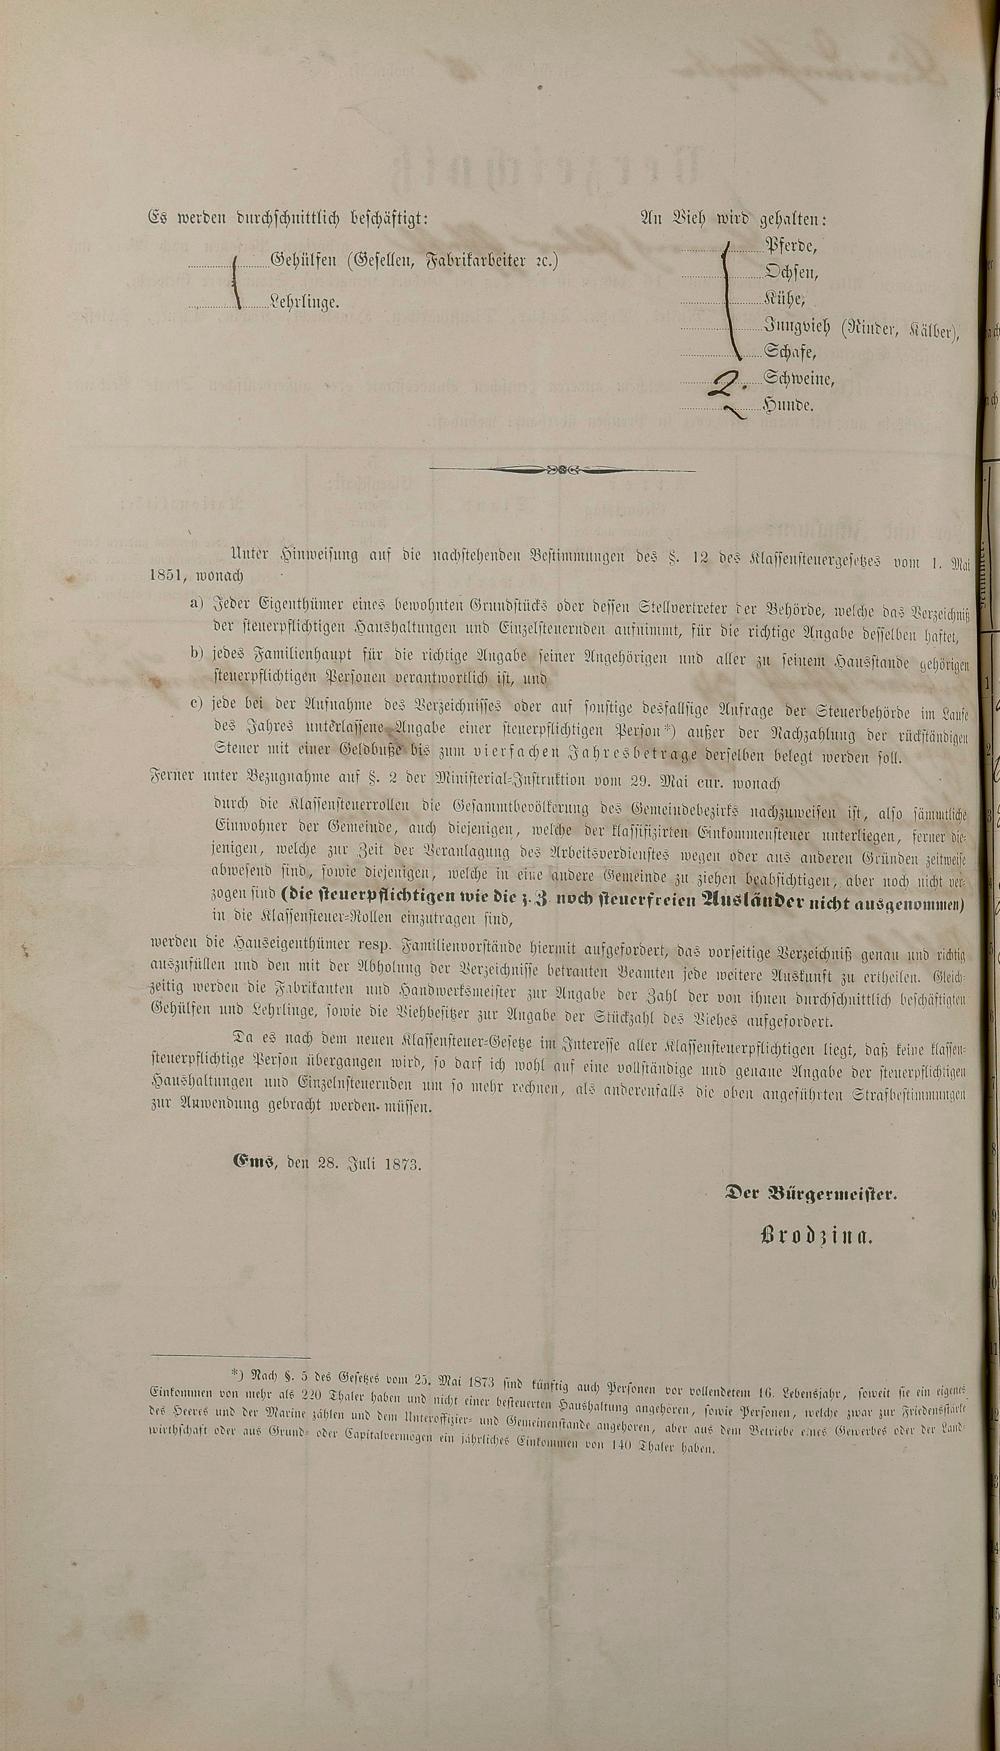 Es werden durchschnittlich beschäftigt:
Gehülfen (Gesellen, Fabrikarbeiter ꝛc.)
Lehrlinge.
An Vieh wird gehalten:
Pferde,
Ochsen,
Kühe,
Jungvieh (Rinder, Kälber),
Schafe,
2. Schweine,
Hunde.
Unter Hinweisung auf die nachstehenden Bestimmungen des §. 12 des Klassensteuergesetzes vom 1. Mai
1851, wonach
a) Jeder Eigenthümer eines bewohnten Grundstücks oder dessen Stellvertreter der Behörde, welche das Verzeichniß
der steuerpflichtigen Haushaltungen und Einzelsteuernden aufnimmt, für die richtige Angabe desselben haftet,
b) jedes Familienhaupt für die richtige Angabe seiner Angehörigen und aller zu seinem Hausstande gehörigen
steuerpflichtigen Personen verantwortlich ist, und
c) jede bei der Aufnahme des Verzeichnisses oder auf sonstige desfallsige Anfrage der Steuerbehörde im Laufe
des Jahres unterlassene Angabe einer steuerpflichtigen Person*) außer der Nachzahlung der rückständigen
Steuer mit einer Geldbuße bis zum vierfachen Jahresbetrage derselben belegt werden soll.
Ferner unter Bezugnahme auf §. 2 der Ministerial-Instruktion vom 29. Mai cur. wonach
durch die Klassensteuerrollen die Gesammtbevölkerung des Gemeindebezirks nachzuweisen ist, also sämmtliche
Einwohner der Gemeinde, auch diejenigen, welche der klassifizirten Einkommensteuer unterliegen, ferner die-
jenigen, welche zur Zeit der Veranlagung des Arbeitsverdienstes wegen oder aus anderen Gründen zeitweise
abwesend sind, sowie diejenigen, welche in eine andere Gemeinde zu ziehen beabsichtigen, aber noch nicht ver-
zogen sind (die steuerpflichtigen wie die z. Z noch steuerfreien Ausländer nicht ausgenommen)
in die Klassensteuer-Rollen einzutragen sind,
werden die Hauseigenthümer resp. Familienvorstände hiermit aufgefordert, das vorseitige Verzeichniß genau und richtig
auszufüllen und den mit der Abholung der Verzeichnisse betrauten Beamten jede weitere Auskunft zu ertheilen. Gleich-
zeitig werden die Fabrikanten und Handwerksmeister zur Angabe der Zahl der von ihnen durchschnittlich beschäftigten
Gehülfen und Lehrlinge, sowie die Viehbesitzer zur Angabe der Stückzahl des Viehes aufgefordert.
Da es nach dem neuen Klassensteuer-Gesetze im Interesse aller Klassensteuerpflichtigen liegt, daß keine klassen-
steuerpflichtige Person übergangen wird, so darf ich wohl auf eine vollständige und genaue Angabe der steuerpflichtigen
Haushaltungen und Einzelnsteuernden um so mehr rechnen, als anderenfalls die oben angeführten Strafbestimmungen
zur Anwendung gebracht werden müssen.
Ems, den 28. Juli 1873.
Der Bürgermeister.
Brodzina.
*) Nach §. 5 des Gesetzes vom 25. Mai 1873 sind künftig auch Personen vor vollendetem 16. Lebensjahr, soweit sie ein eigenes
Einkommen von mehr als 220 Thaler haben und nicht einer besteuerten Haushaltung angehören, sowie Personen, welche zwar zur Friedensstärke
des Heeres und der Marine zählen und dem Unteroffizier- und Gemeinenstande angehören, aber aus dem Betriebe eines Gewerbes oder der Land-
wirthschaft oder aus Grund- oder Capitalvermögen ein jährliches Einkommen von 140 Thaler haben.